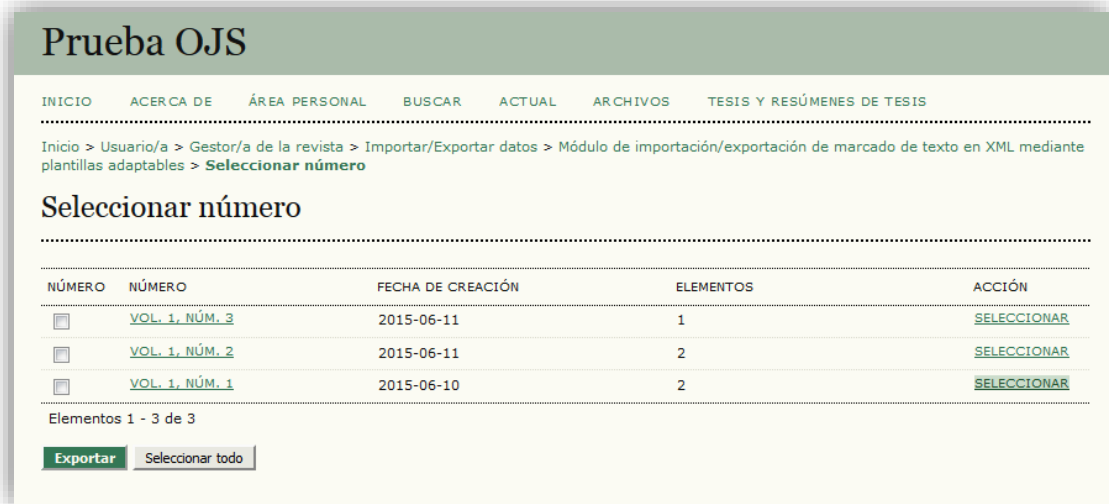 Prueba OJS
INICIO ACERCA DE ÁREA PERSONAL BUSCAR ACTUAL ARCHIVOS TESIS Y RESÚMENES DE TESIS
Inicio > Usuario/a > Gestor/a de la revista > Importar/Exportar datos > Módulo de importación/exportación de marcado de texto en XML mediante
plantillas adaptables > Seleccionar número
Seleccionar número
NÚMERO NÚMERO FECHA DE CREACIÓN ELEMENTOS ACCIÓN
VOL. 1, NÚM. 3 2015-06-11 1 SELECCIONAR
VOL. 1, NÚM. 2 2015-06-11 2 SELECCIONAR
VOL. 1, NÚM. 1 2015-06-10 2 SELECCIONAR
Elementos 1 - 3 de 3
Exportar Seleccionar todo